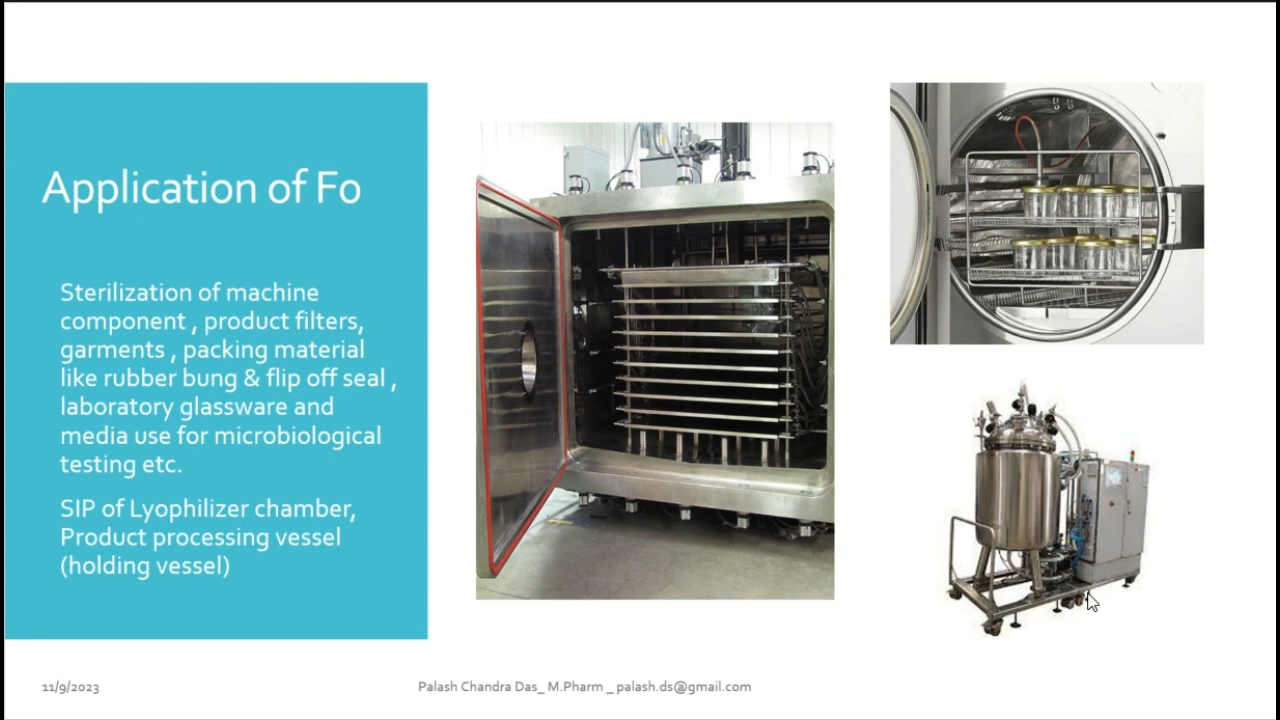 Application of Fo
Sterilization of machine
component , product filters,
garments , packing material
like rubber bung & flip off seal ,
laboratory glassware and
media use for microbiological
testing etc.
SIP of Lyophilizer chamber,
Product processing vessel
(holding vessel)
11/9/2023
Palash Chandra Das_ M.Pharm _ palash.ds@gmail.com